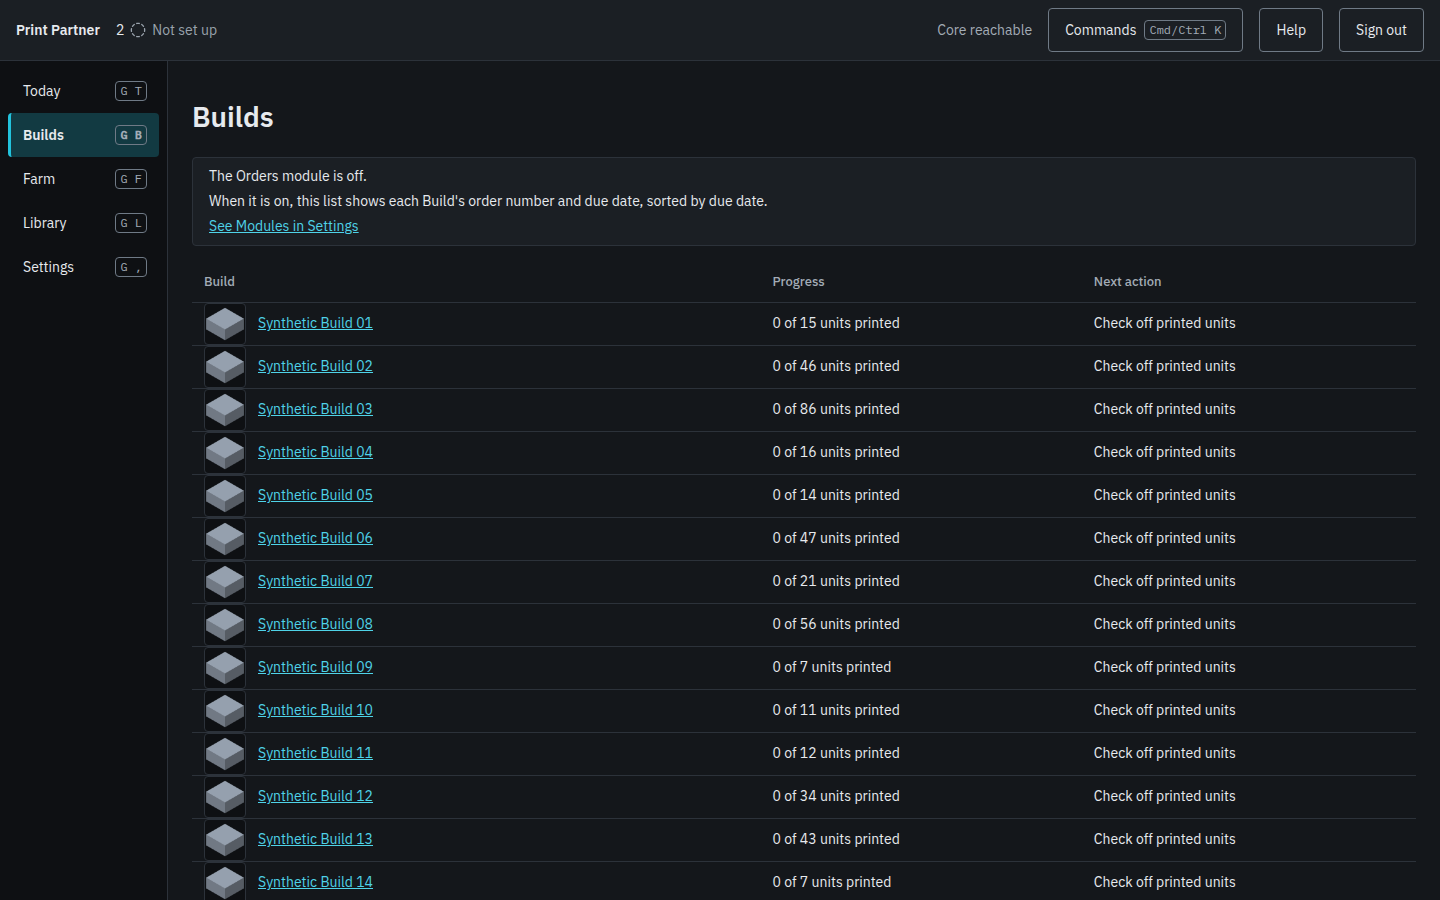 Print Partner 2 Not set up Core reachable Commands Cmd/Ctrl K Help Sign out
Today G T
Builds G B
Farm G F
Library G L
Settings G ,
Builds
The Orders module is off.
When it is on, this list shows each Build's order number and due date, sorted by due date.
See Modules in Settings
Build Progress Next action
Synthetic Build 01 0 of 15 units printed Check off printed units
Synthetic Build 02 0 of 46 units printed Check off printed units
Synthetic Build 03 0 of 86 units printed Check off printed units
Synthetic Build 04 0 of 16 units printed Check off printed units
Synthetic Build 05 0 of 14 units printed Check off printed units
Synthetic Build 06 0 of 47 units printed Check off printed units
Synthetic Build 07 0 of 21 units printed Check off printed units
Synthetic Build 08 0 of 56 units printed Check off printed units
Synthetic Build 09 0 of 7 units printed Check off printed units
Synthetic Build 10 0 of 11 units printed Check off printed units
Synthetic Build 11 0 of 12 units printed Check off printed units
Synthetic Build 12 0 of 34 units printed Check off printed units
Synthetic Build 13 0 of 43 units printed Check off printed units
Synthetic Build 14 0 of 7 units printed Check off printed units